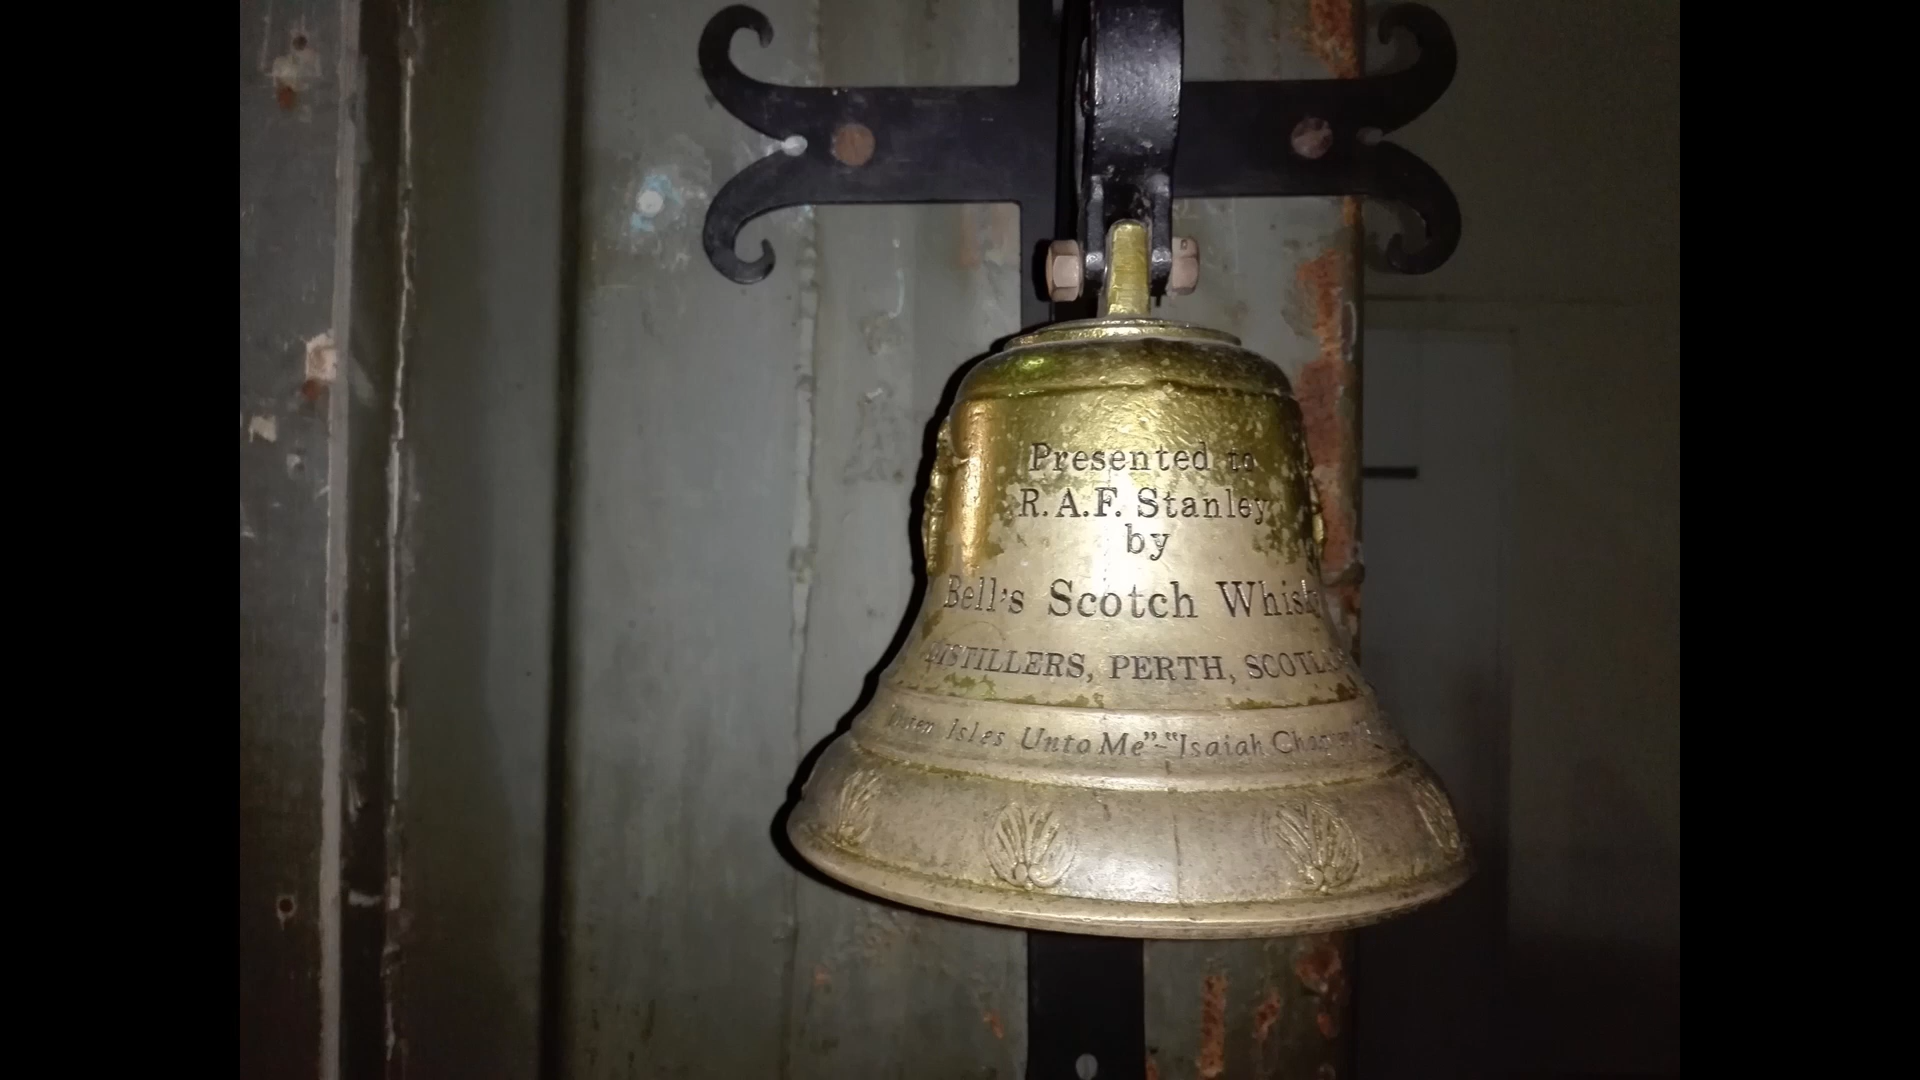 Presented to
R.A.F. Stanley
by
Bell's Scotch
DISTILLERS, PERTH,
Isles Unto Me"-"Isaiah